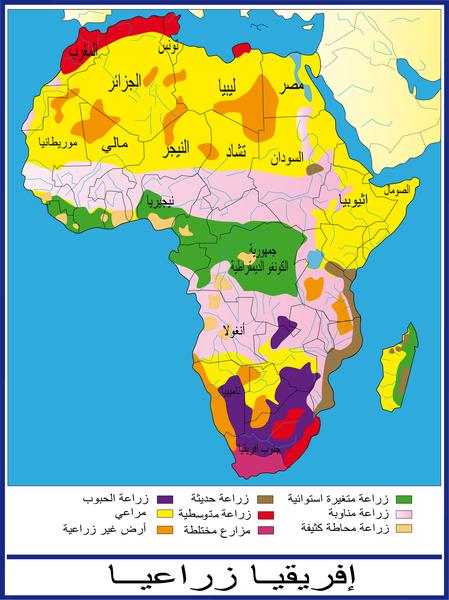 تونس
المغرب
الجزائر
ليبيا
مصر
موريطانيا
مالي
النيجر
تشاد
السودان
الصومال
نيجيريا
اثيوبيا
جمهورية
الكونغو الديمقراطية
أنغولا
ناميبيا
جنوب افريقيا
زراعة متغيرة استوائية
زراعة حديثة
زراعة الحبوب
زراعة مناوبة
زراعة متوسطية
مراعي
زراعة محاطة كثيفة
مزارع مختلطة
أرض غير زراعية
إفريقيا زراعيا